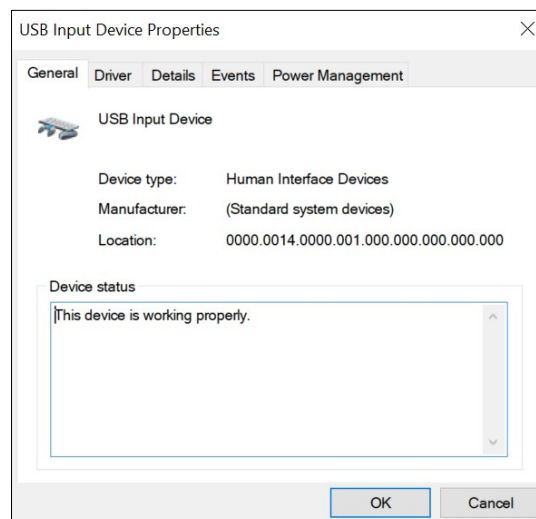 USB Input Device Properties
General Driver Details Events Power Management
USB Input Device
Device type: Human Interface Devices
Manufacturer: (Standard system devices)
Location: 0000.0014.0000.001.000.000.000.000.000
Device status
This device is working properly.
OK Cancel